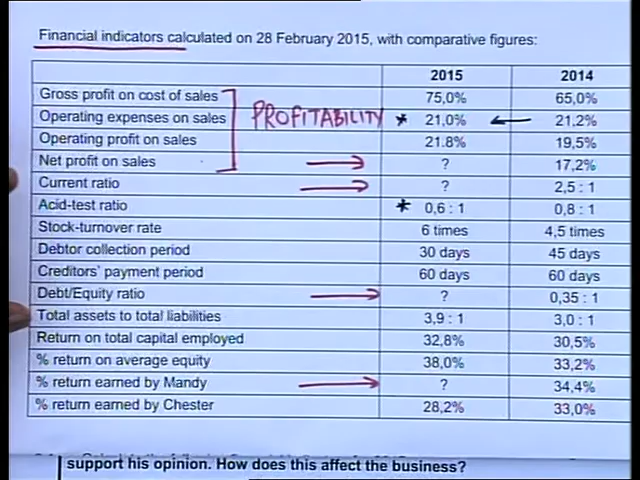 Financial indicators calculated on 28 February 2015, with comparative figures:
2015 2014
Gross profit on cost of sales 75,0% 65,0%
Operating expenses on sales PROFITABILITY * 21,0% 21,2%
Operating profit on sales 21.8% 19,5%
Net profit on sales ? 17,2%
Current ratio ? 2,5 : 1
Acid-test ratio * 0,6 : 1 0,8 : 1
Stock-turnover rate 6 times 4,5 times
Debtor collection period 30 days 45 days
Creditors' payment period 60 days 60 days
Debt/Equity ratio ? 0,35 : 1
Total assets to total liabilities 3,9 : 1 3,0 : 1
Return on total capital employed 32,8% 30,5%
% return on average equity 38,0% 33,2%
% return earned by Mandy ? 34,4%
% return earned by Chester 28,2% 33,0%
support his opinion. How does this affect the business?